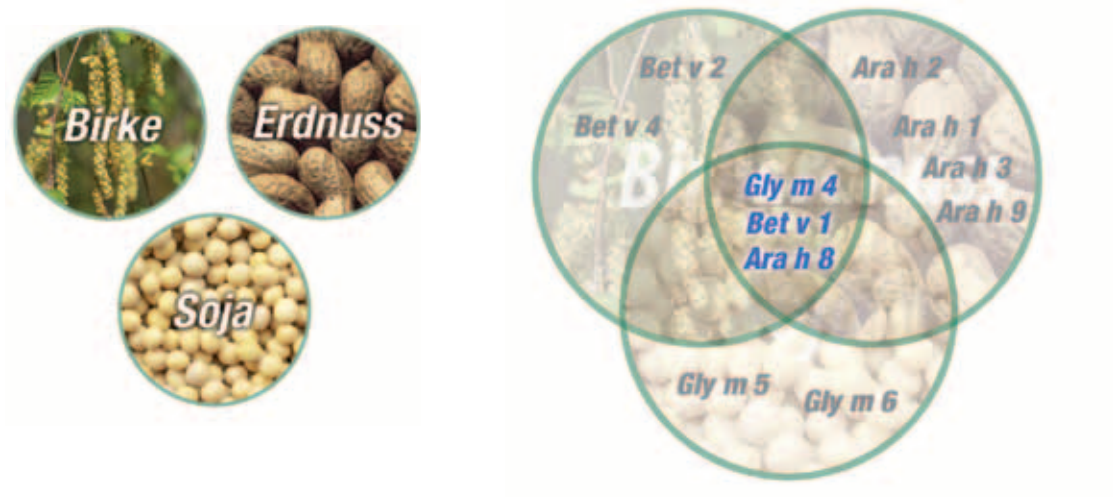 Birke
Erdnuss
Soja
Bet v 2
Ara h 2
Bet v 4
Ara h 1
Ara h 3
Ara h 9
Gly m 4
Bet v 1
Ara h 8
Gly m 5
Gly m 6